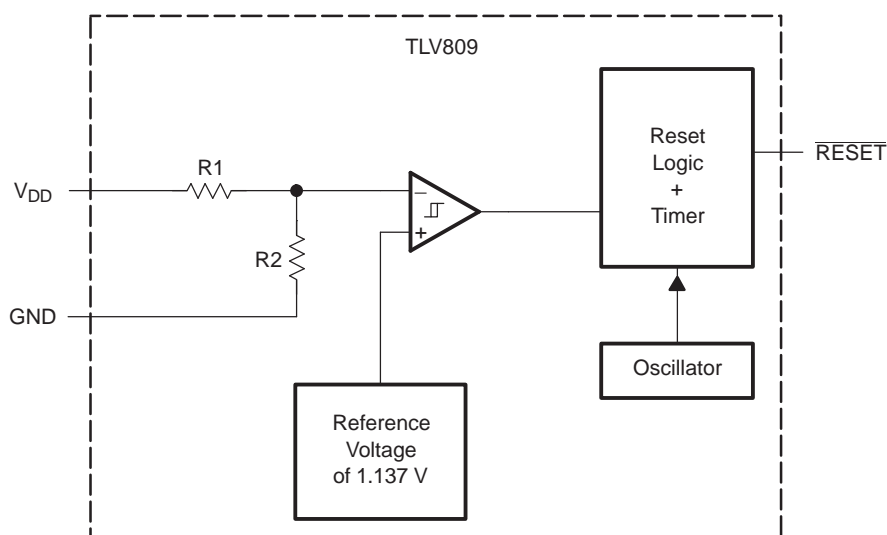 TLV809
Reset
Logic
+
Timer
RESET
R1
VDD
−
+
R2
GND
Oscillator
Reference
Voltage
of 1.137 V